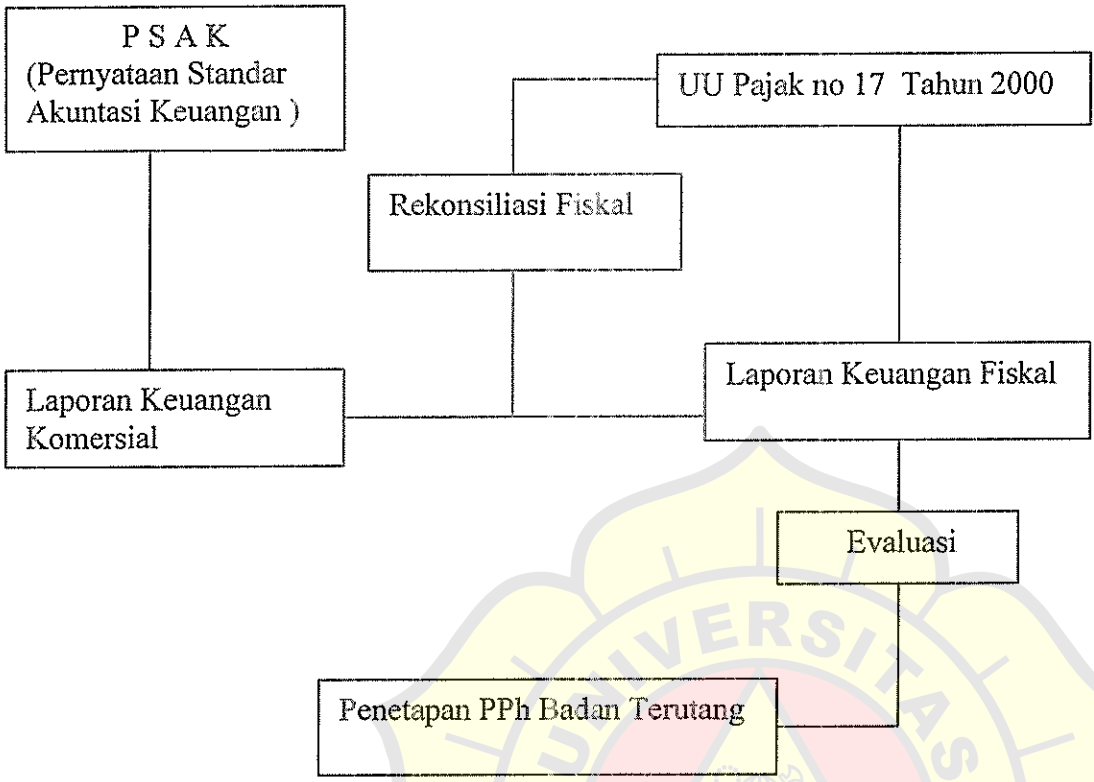 P S A K
(Pernyataan Standar
Akuntasi Keuangan )
UU Pajak no 17 Tahun 2000
Rekonsiliasi Fiskal
Laporan Keuangan
Komersial
Laporan Keuangan Fiskal
Evaluasi
Penetapan PPh Badan Terutang
UNIVERSITAS